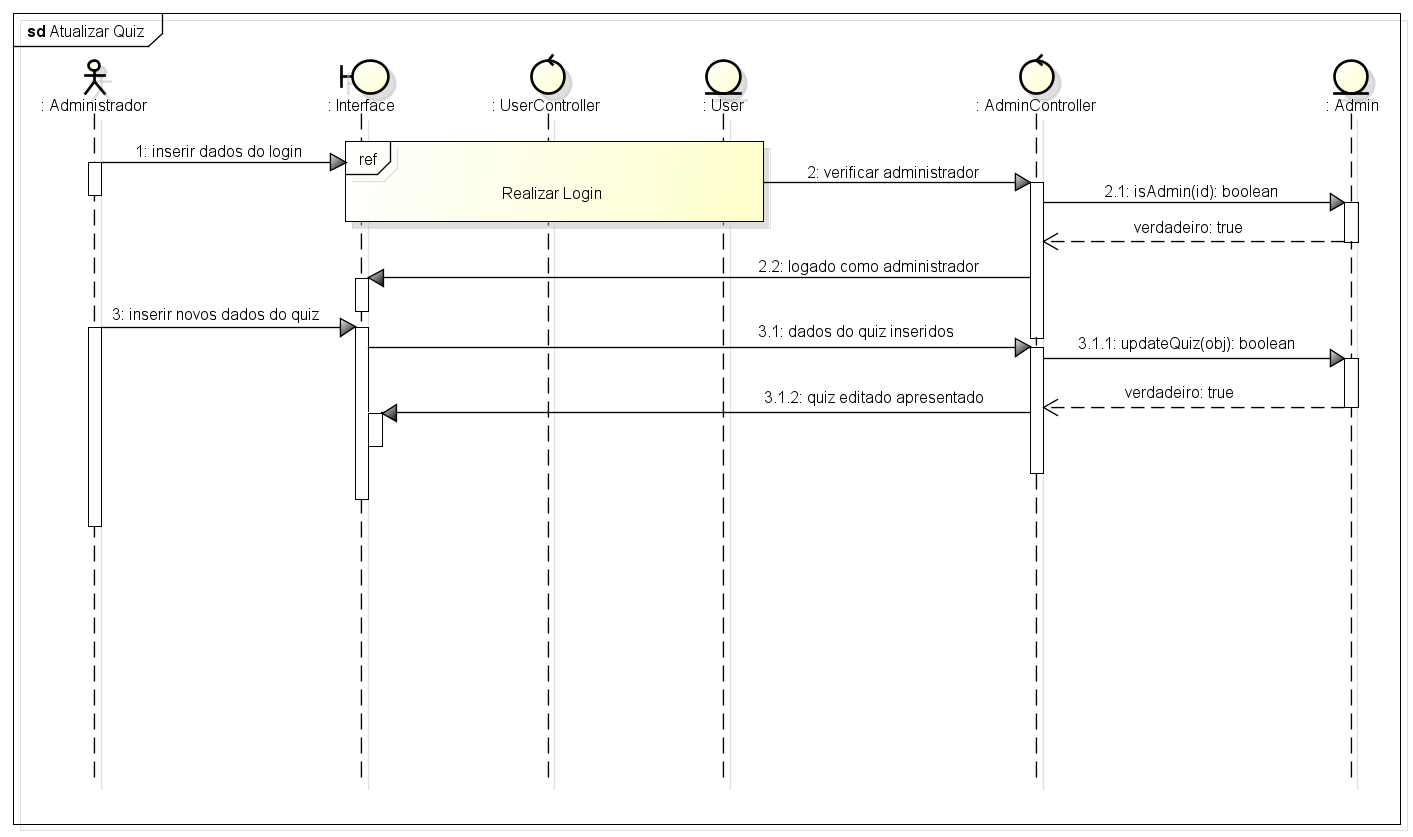 sd Atualizar Quiz
: Administrador
: Interface
: UserController
: User
: AdminController
: Admin
1: inserir dados do login
ref
Realizar Login
2: verificar administrador
2.1: isAdmin(id): boolean
verdadeiro: true
2.2: logado como administrador
3: inserir novos dados do quiz
3.1: dados do quiz inseridos
3.1.1: updateQuiz(obj): boolean
verdadeiro: true
3.1.2: quiz editado apresentado